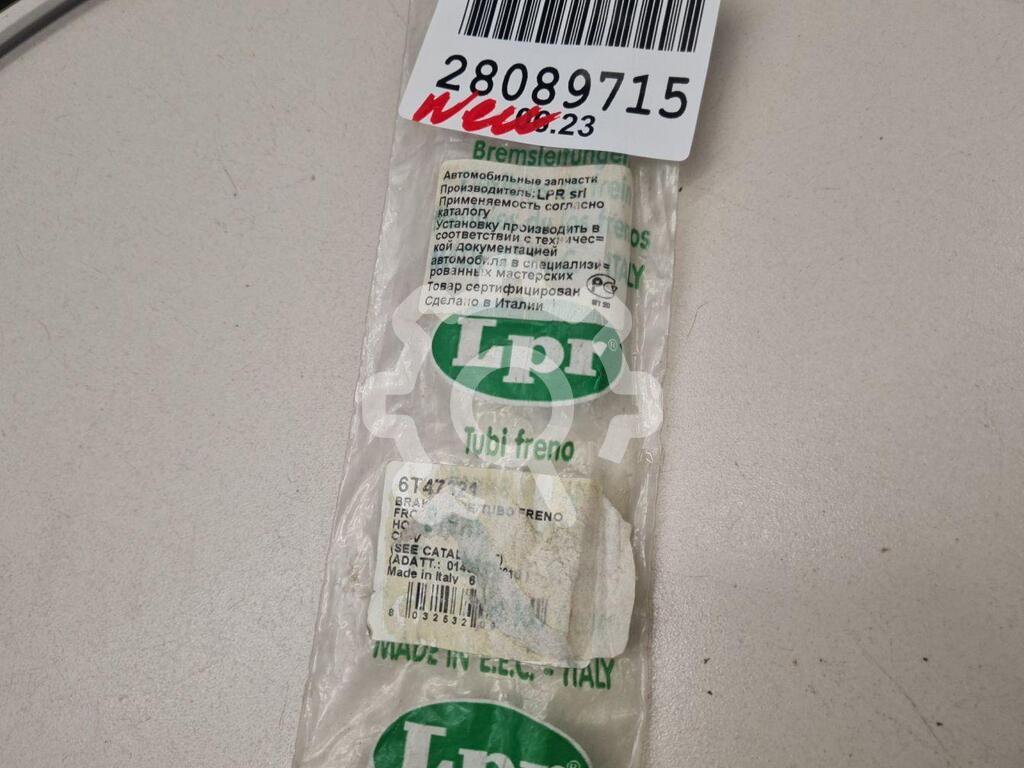 28089715
New
.23
Bremsleitungen
Автомобильные запчасти
Производитель: LPR srl
Применяемость согласно
каталогу
Установку производить в
соответствии с техничес=
кой документацией
автомобиля в специализи=
рованных мастерских
Товар сертифицирован
Сделано в Италии
Lpr®
Tubi freno
TUBO FRENO
(SEE
Made in Italy 6
MADE IN E.E.C. - ITALY
Lpr®